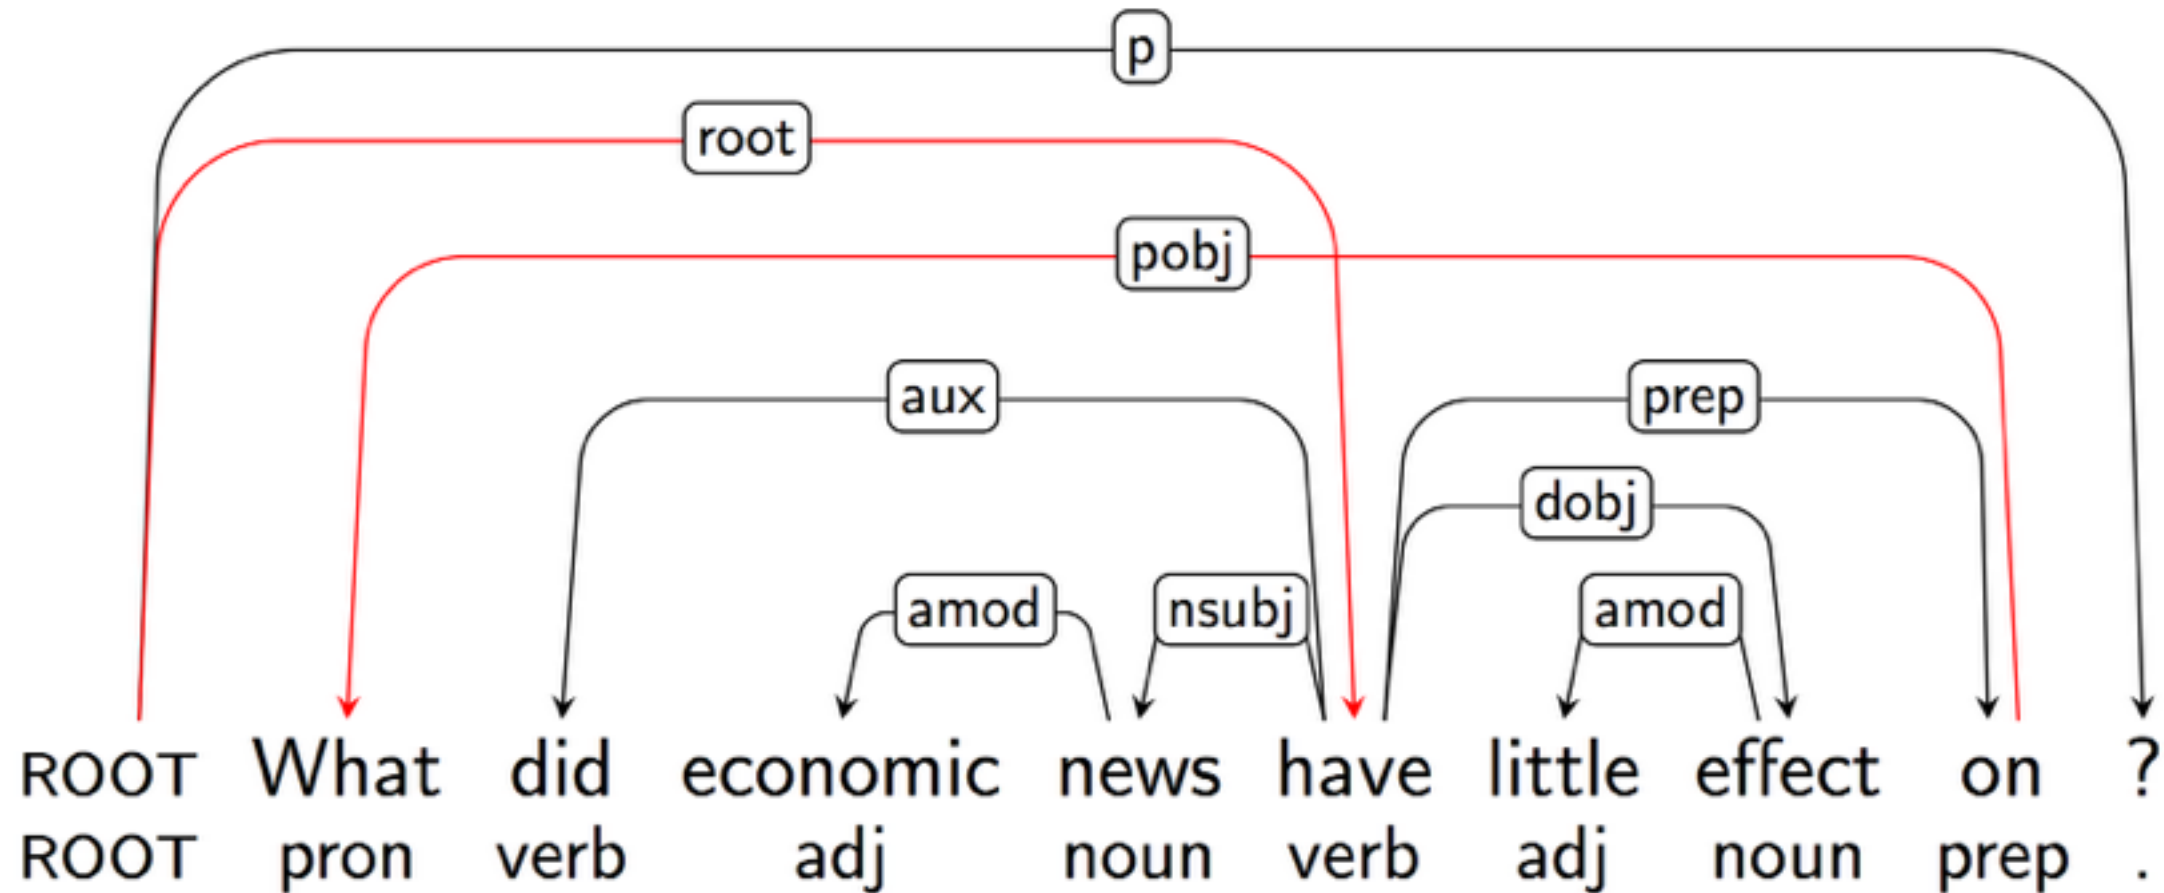 p
root
pobj
aux prep
dobj
amod nsubj amod
ROOT What did economic news have little effect on ?
ROOT pron verb adj noun verb adj noun prep .